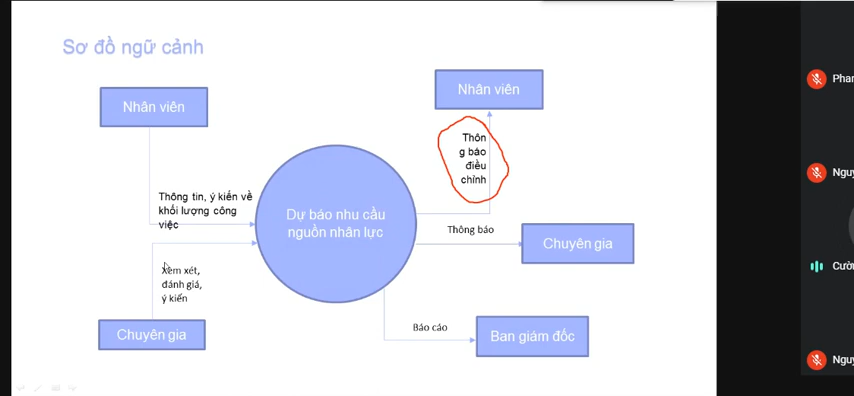 Sơ đồ ngữ cảnh
Nhân viên
Nhân viên
Thôn
g báo
điều
chỉnh
Thông tin, ý kiến về
khối lượng công
việc
Dự báo nhu cầu
nguồn nhân lực
Thông báo
Chuyên gia
Xem xét,
đánh giá,
ý kiến
Chuyên gia
Báo cáo
Ban giám đốc
Phar
Nguy
Cườn
Nguy